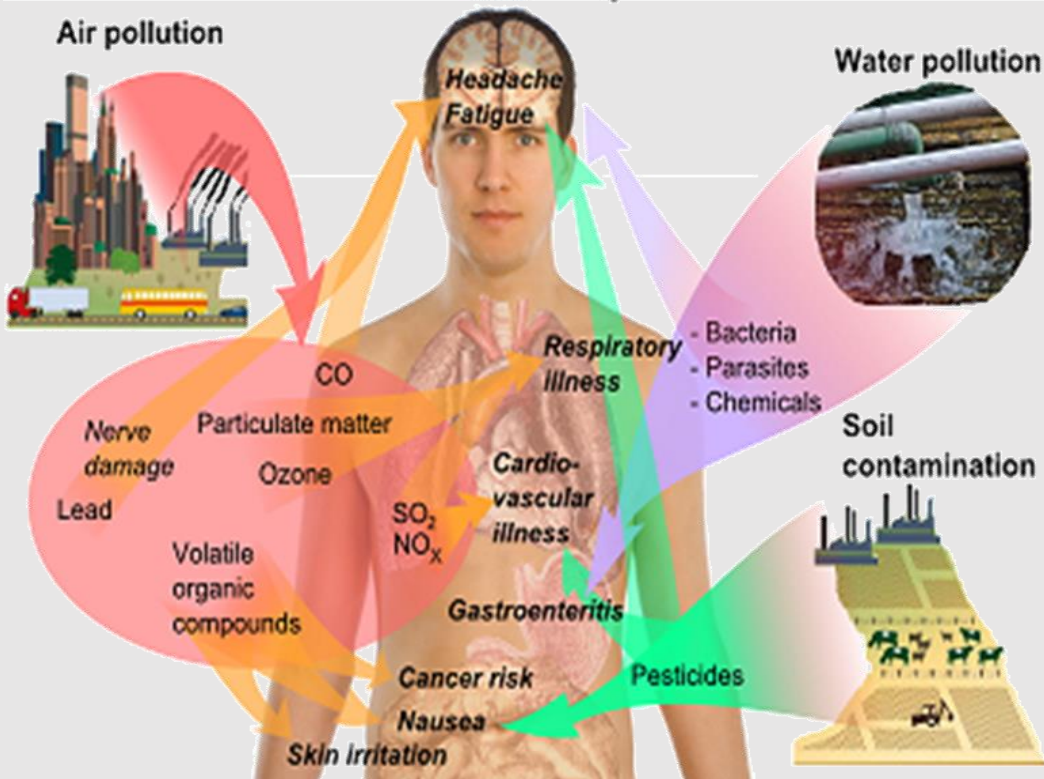 Air pollution
Water pollution
Headache
Fatigue
CO
Particulate matter
Nerve
damage
Ozone
Lead
SO₂
NOX
Volatile
organic
compounds
Respiratory
illness
- Bacteria
- Parasites
- Chemicals
Cardio-
vascular
illness
Soil
contamination
Gastroenteritis
Pesticides
Cancer risk
Nausea
Skin irritation